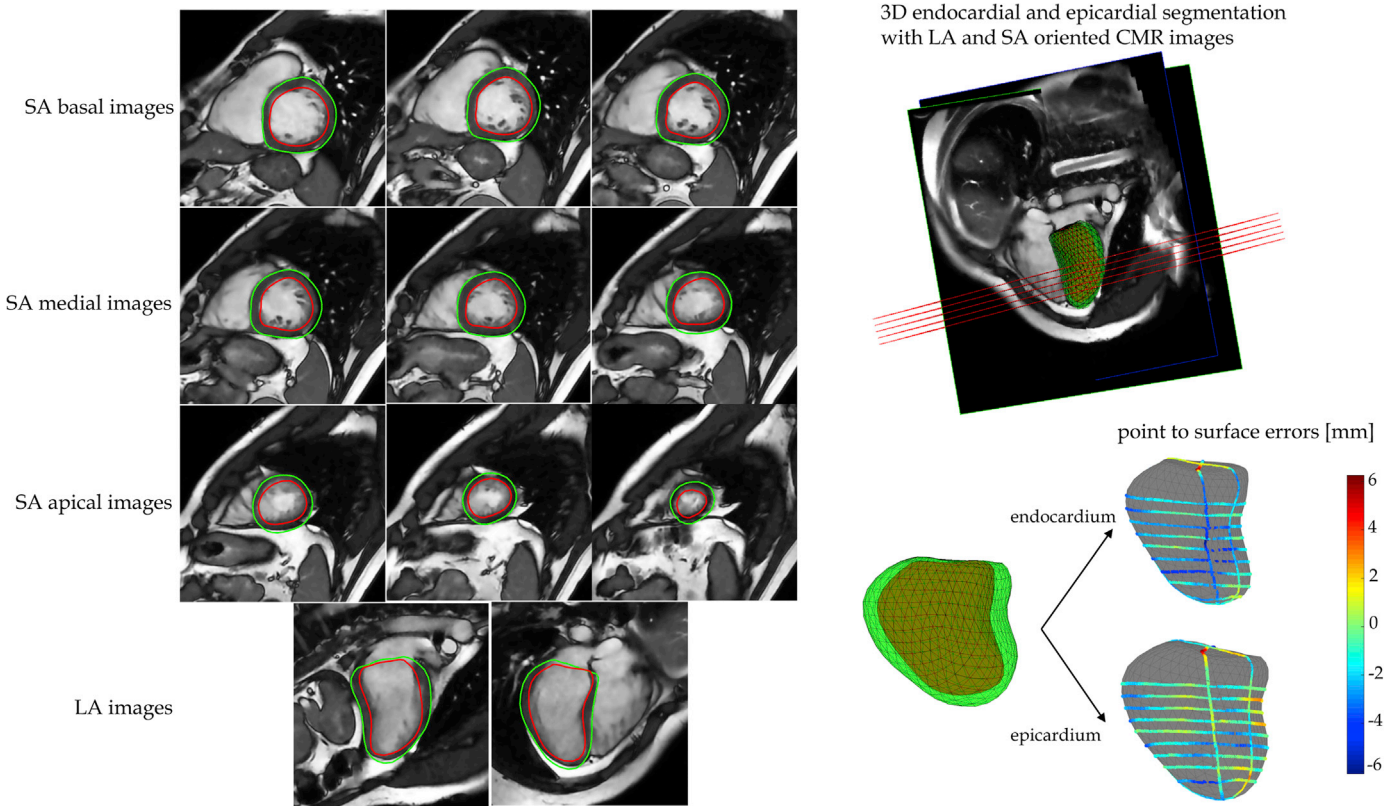 3D endocardial and epicardial segmentation
with LA and SA oriented CMR images
SA basal images
SA medial images
SA apical images
LA images
point to surface errors [mm]
endocardium
epicardium
6
4
2
0
-2
-4
-6